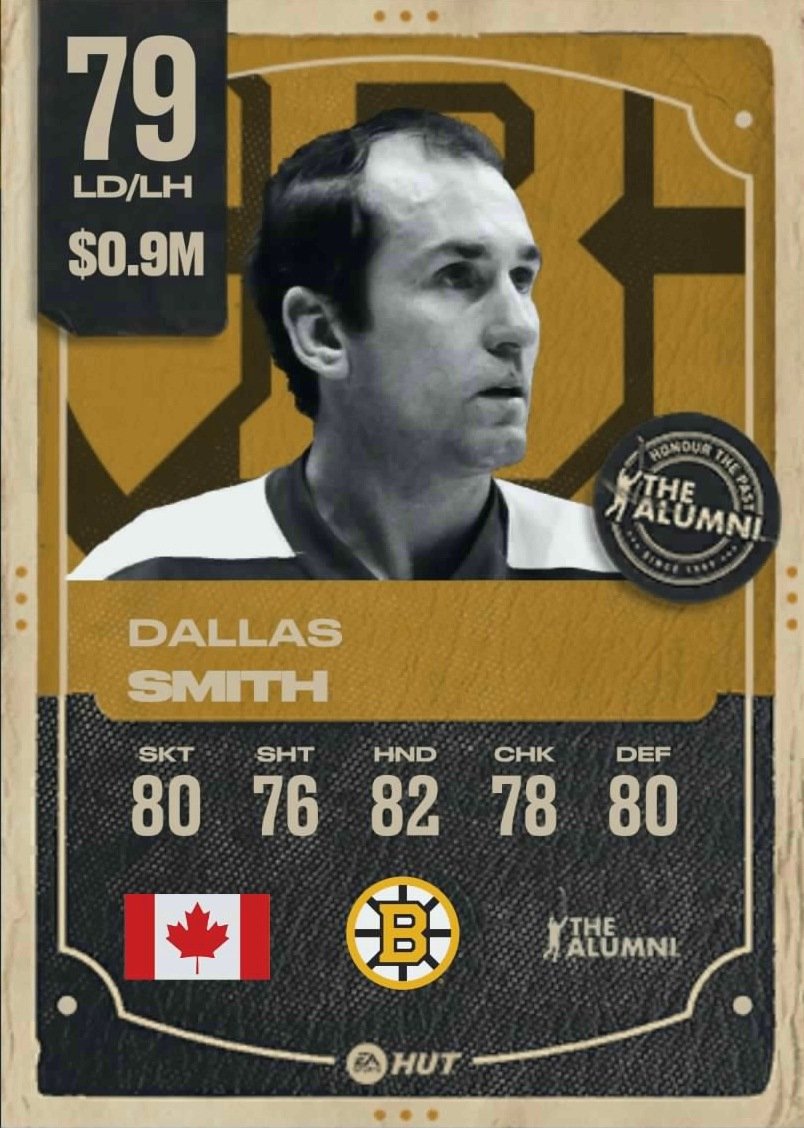 79
LD/LH
$0.9M
HONOUR THE PAST
THE
ALUMNI
DALLAS
SMITH
SKT SHT HND CHK DEF
80 76 82 78 80
B
THE
ALUMNI
EA HUT